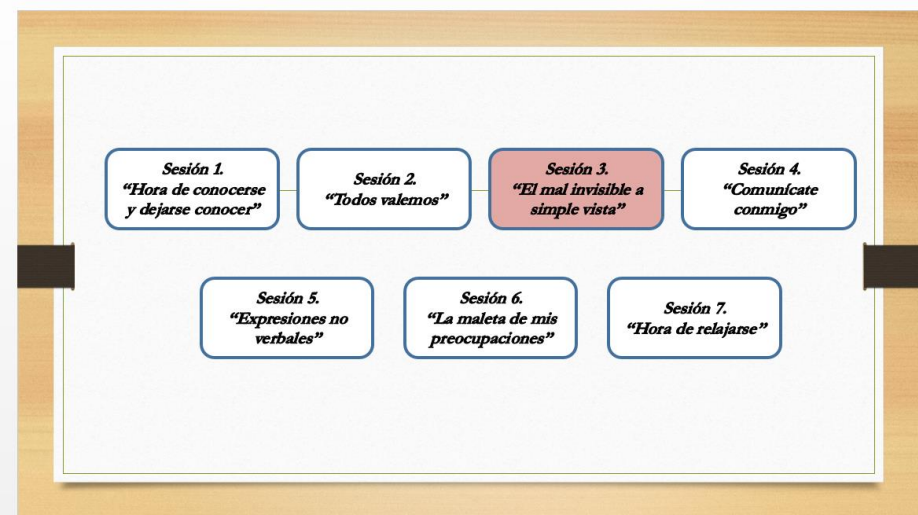 Sesión 1.
“Hora de conocerse
y dejarse conocer”
Sesión 2.
“Todos valemos”
Sesión 3.
“El mal invisible a
simple vista”
Sesión 4.
“Comunícate
conmigo”
Sesión 5.
“Expresiones no
verbales”
Sesión 6.
“La maleta de mis
preocupaciones”
Sesión 7.
“Hora de relajarse”